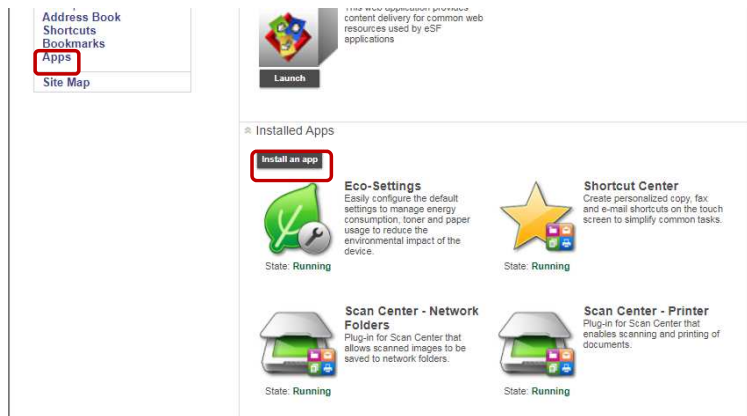 Address Book
Shortcuts
Bookmarks
Apps
Site Map
This web application provides
content delivery for common web
resources used by eSF
applications
Launch
Installed Apps
Install an app
Eco-Settings
Easily configure the default
settings to manage energy
consumption, toner and paper
usage to reduce the
environmental impact of the
device.
State: Running
Shortcut Center
Create personalized copy, fax
and e-mail shortcuts on the touch
screen to simplify common tasks.
State: Running
Scan Center - Network
Folders
Plug-in for Scan Center that
allows scanned images to be
saved to network folders.
State: Running
Scan Center - Printer
Plug-in for Scan Center that
enables scanning and printing of
documents.
State: Running